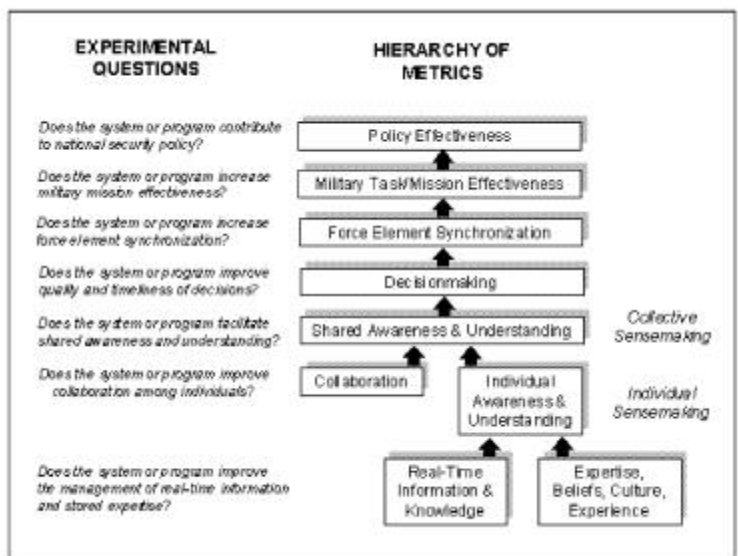 EXPERIMENTAL
QUESTIONS
HIERARCHY OF
METRICS
Does the system or program contribute
to national security policy?
Policy Effectiveness
Does the system or program increase
military mission effectiveness?
Military Task/Mission Effectiveness
Does the system or program increase
force element synchronization?
Force Element Synchronization
Does the system or program improve
quality and timeliness of decisions?
Decisionmaking
Does the system or program facilitate
shared awareness and understanding?
Shared Awareness & Understanding
Collective
Sensemaking
Does the system or program improve
collaboration among individuals?
Collaboration
Individual
Awareness &
Understanding
Individual
Sensemaking
Does the system or program improve
the management of real-time information
and stored expertise?
Real-Time
Information &
Knowledge
Expertise,
Beliefs, Culture,
Experience